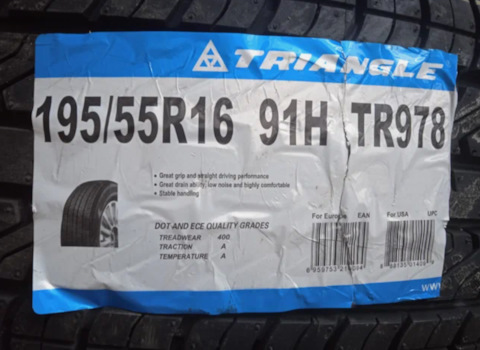 TRIANGLE
195/55R16 91H TR978
• Great grip and straight driving performance
• Great drain ability, low noise and highly comfortable
• Stable handling
DOT AND ECE QUALITY GRADES
TREADWEAR 400
TRACTION A
TEMPERATURE A
For Europe EAN
For USA UPC
WWW